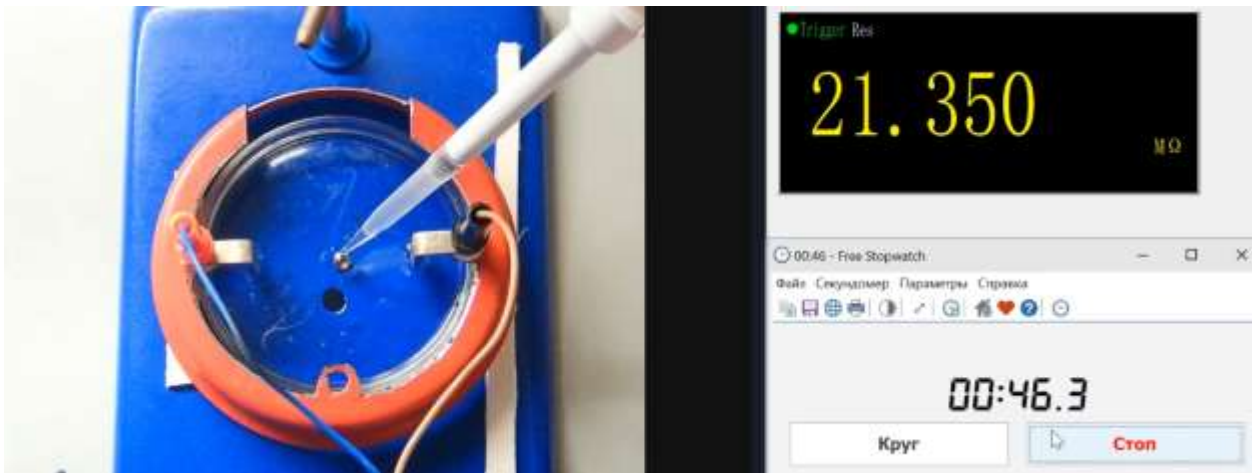 Trigger Res
21.350
MΩ
00:46 - Free Stopwatch
Файл Секундомер Параметры Справка
00:46.3
Круг
Стоп